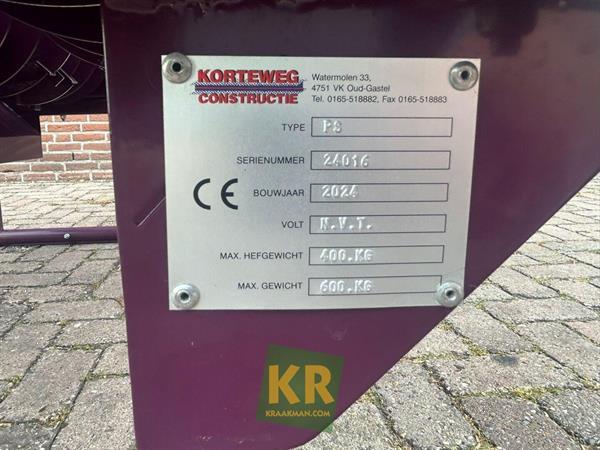 KORTEWEG
CONSTRUCTIE
Watermolen 33,
4751 VK Oud-Gastel
Tel. 0165-518882, Fax 0165-518883
TYPE PS
SERIENUMMER 24016
CE
BOUWJAAR 2024
VOLT N.V.T.
MAX. HEFGEWICHT 400.KG
MAX. GEWICHT 600.KG
KR
KRAAKMAN.COM